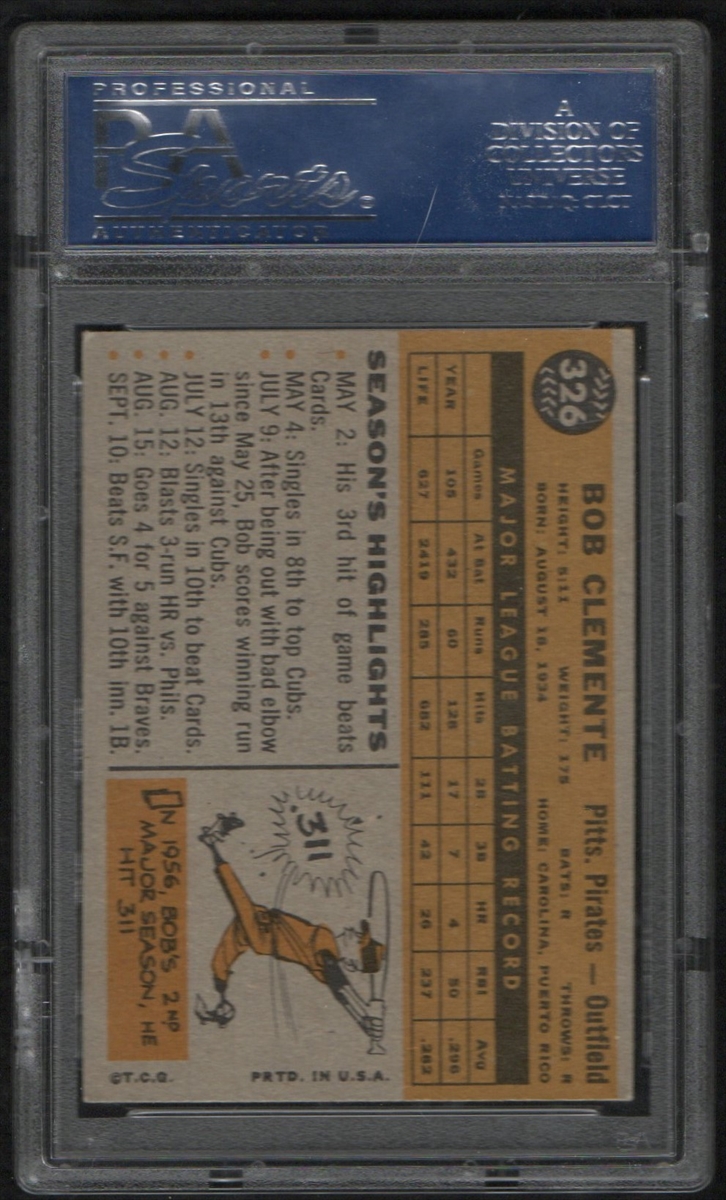 PROFESSIONAL
PSA
Sports
AUTHENTICATOR
A
DIVISION OF
COLLECTORS
UNIVERSE
NASDAQ: CLCT
326
BOB CLEMENTE Pitts. Pirates — Outfield
HEIGHT: 5:11 WEIGHT: 175 BATS: R THROWS: R
BORN: AUGUST 18, 1934 HOME: CAROLINA, PUERTO RICO
MAJOR LEAGUE BATTING RECORD
Games At Bat Runs Hits 2B 3B HR RBI Avg
YEAR 105 432 60 128 17 7 4 50 .296
LIFE 627 2419 285 682 111 42 26 237 .282
SEASON'S HIGHLIGHTS
MAY 2: His 3rd hit of game beats
Cards.
MAY 4: Singles in 8th to top Cubs.
JULY 9: After being out with bad elbow
since May 25, Bob scores winning run
in 13th against Cubs.
JULY 12: Singles in 10th to beat Cards.
AUG. 12: Blasts 3-run HR vs. Phils.
AUG. 15: Goes 4 for 5 against Braves.
SEPT. 10: Beats S.F. with 10th inn. 1B.
.311
IN 1956, BOB'S 2ND
MAJOR SEASON, HE
HIT .311
©T.C.G. PRTD. IN U.S.A.